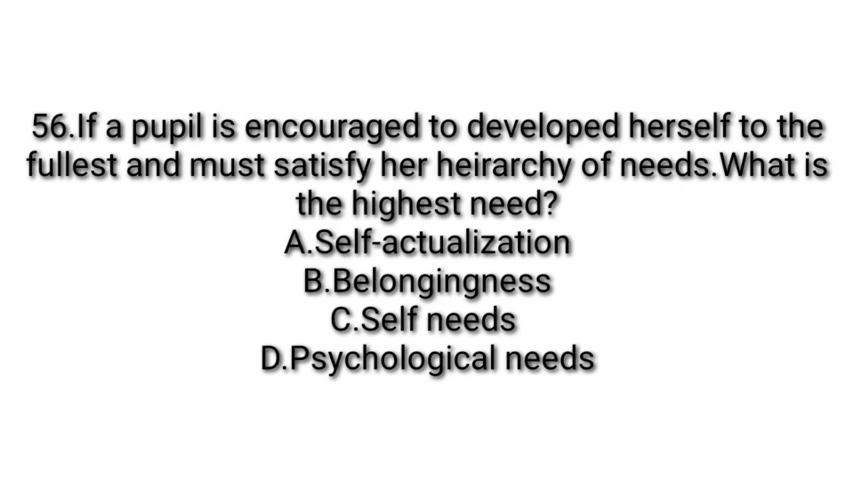 56.If a pupil is encouraged to developed herself to the
fullest and must satisfy her heirarchy of needs.What is
the highest need?
A.Self-actualization
B.Belongingness
C.Self needs
D.Psychological needs